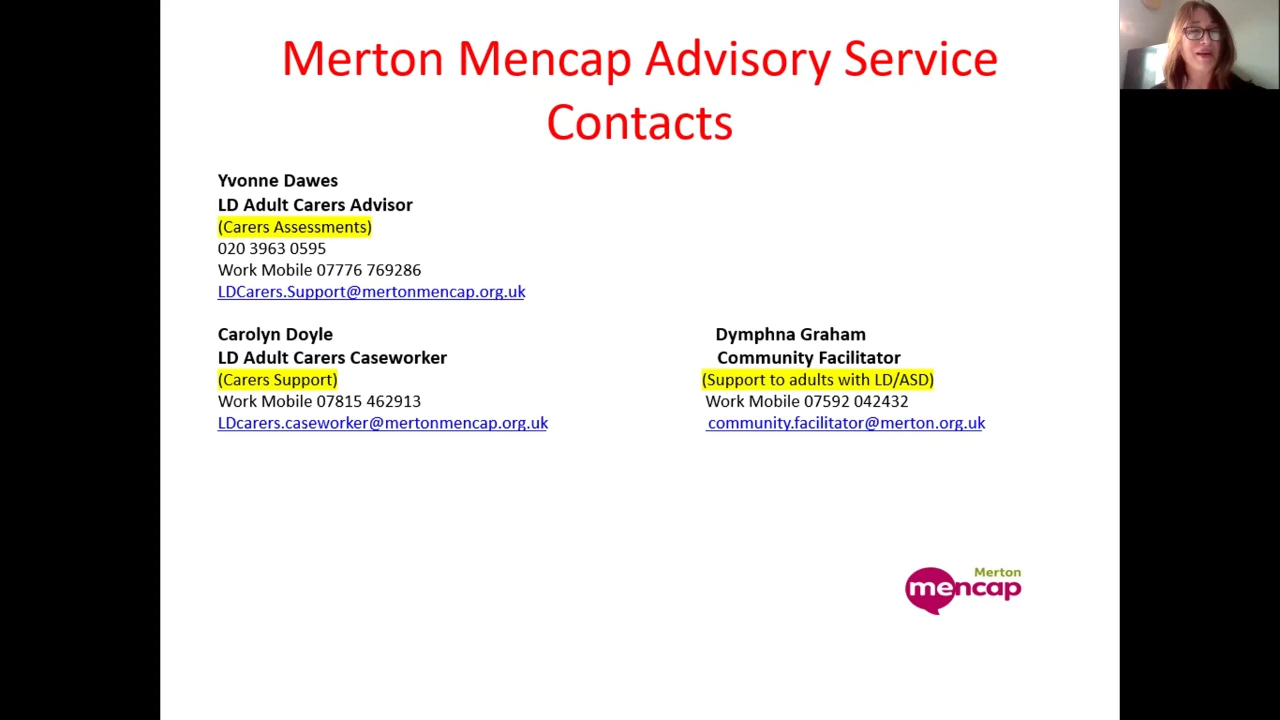 Merton Mencap Advisory Service
Contacts
Yvonne Dawes
LD Adult Carers Advisor
(Carers Assessments)
020 3963 0595
Work Mobile 07776 769286
LDCarers.Support@mertonmencap.org.uk
Carolyn Doyle
LD Adult Carers Caseworker
(Carers Support)
Work Mobile 07815 462913
LDcarers.caseworker@mertonmencap.org.uk
Dymphna Graham
Community Facilitator
(Support to adults with LD/ASD)
Work Mobile 07592 042432
community.facilitator@merton.org.uk
Merton
mencap